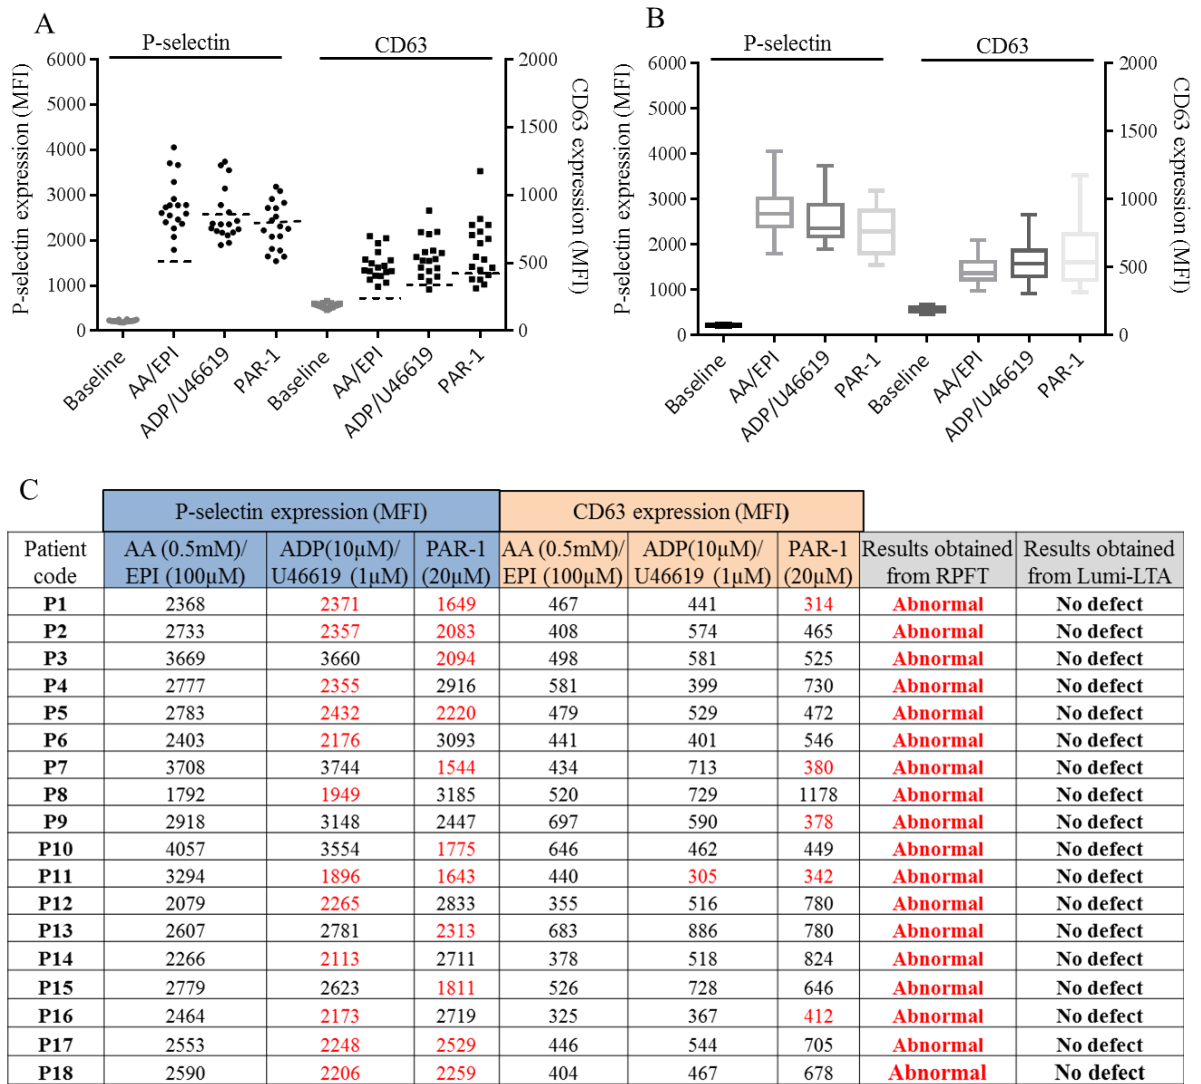 A
P-selectin
CD63
P-selectin expression (MFI)
6000
5000
4000
3000
2000
1000
0
2000
1500
1000
500
0
CD63 expression (MFI)
Baseline
AA/EPI
ADP/U46619
PAR-1
Baseline
AA/EPI
ADP/U46619
PAR-1
B
P-selectin
CD63
P-selectin expression (MFI)
6000
5000
4000
3000
2000
1000
0
2000
1500
1000
500
0
CD63 expression (MFI)
Baseline
AA/EPI
ADP/U46619
PAR-1
Baseline
AA/EPI
ADP/U46619
PAR-1
C
P-selectin expression (MFI) CD63 expression (MFI)
Patient AA (0.5mM)/ ADP(10µM)/ PAR-1 AA (0.5mM)/ ADP(10µM)/ PAR-1 Results obtained Results obtained
code EPI (100µM) U46619 (1µM) (20µM) EPI (100µM) U46619 (1µM) (20µM) from RPFT from Lumi-LTA
P1 2368 2371 1649 467 441 314 Abnormal No defect
P2 2733 2357 2083 408 574 465 Abnormal No defect
P3 3669 3660 2094 498 581 525 Abnormal No defect
P4 2777 2355 2916 581 399 730 Abnormal No defect
P5 2783 2432 2220 479 529 472 Abnormal No defect
P6 2403 2176 3093 441 401 546 Abnormal No defect
P7 3708 3744 1544 434 713 380 Abnormal No defect
P8 1792 1949 3185 520 729 1178 Abnormal No defect
P9 2918 3148 2447 697 590 378 Abnormal No defect
P10 4057 3554 1775 646 462 449 Abnormal No defect
P11 3294 1896 1643 440 305 342 Abnormal No defect
P12 2079 2265 2833 355 516 780 Abnormal No defect
P13 2607 2781 2313 683 886 780 Abnormal No defect
P14 2266 2113 2711 378 518 824 Abnormal No defect
P15 2779 2623 1811 526 728 646 Abnormal No defect
P16 2464 2173 2719 325 367 412 Abnormal No defect
P17 2553 2248 2529 446 544 705 Abnormal No defect
P18 2590 2206 2259 404 467 678 Abnormal No defect